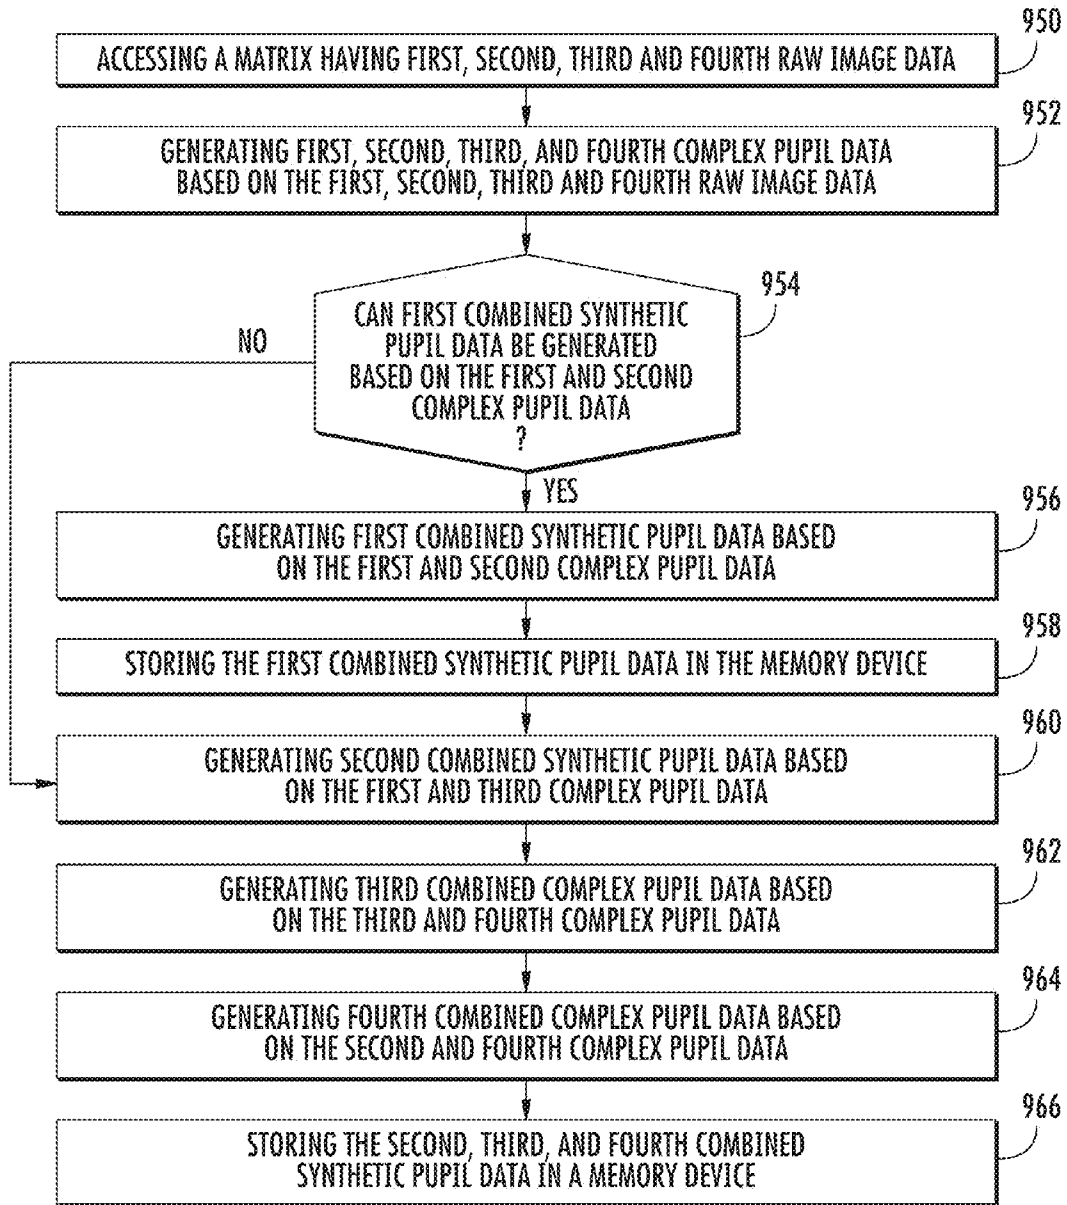 950
ACCESSING A MATRIX HAVING FIRST, SECOND, THIRD AND FOURTH RAW IMAGE DATA
952
GENERATING FIRST, SECOND, THIRD, AND FOURTH COMPLEX PUPIL DATA
BASED ON THE FIRST, SECOND, THIRD AND FOURTH RAW IMAGE DATA
954
CAN FIRST COMBINED SYNTHETIC
PUPIL DATA BE GENERATED
BASED ON THE FIRST AND SECOND
COMPLEX PUPIL DATA
?
NO
YES
956
GENERATING FIRST COMBINED SYNTHETIC PUPIL DATA BASED
ON THE FIRST AND SECOND COMPLEX PUPIL DATA
958
STORING THE FIRST COMBINED SYNTHETIC PUPIL DATA IN THE MEMORY DEVICE
960
GENERATING SECOND COMBINED SYNTHETIC PUPIL DATA BASED
ON THE FIRST AND THIRD COMPLEX PUPIL DATA
962
GENERATING THIRD COMBINED COMPLEX PUPIL DATA BASED
ON THE THIRD AND FOURTH COMPLEX PUPIL DATA
964
GENERATING FOURTH COMBINED COMPLEX PUPIL DATA BASED
ON THE SECOND AND FOURTH COMPLEX PUPIL DATA
966
STORING THE SECOND, THIRD, AND FOURTH COMBINED
SYNTHETIC PUPIL DATA IN A MEMORY DEVICE